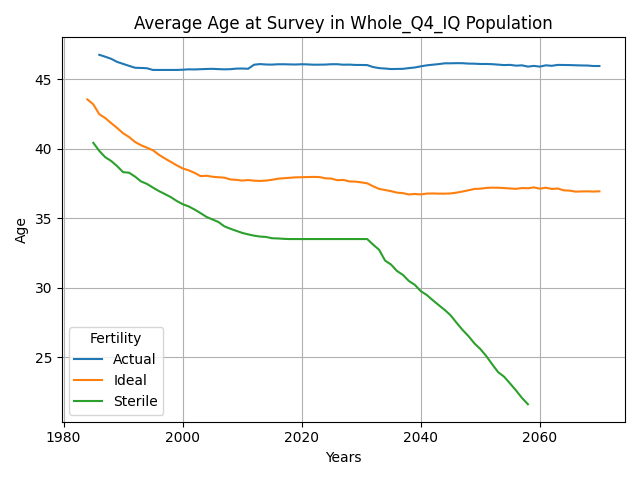 Average Age at Survey in Whole_Q4_IQ Population
Age
45
40
35
30
25
Fertility
Actual
Ideal
Sterile
1980
2000
2020
2040
2060
Years